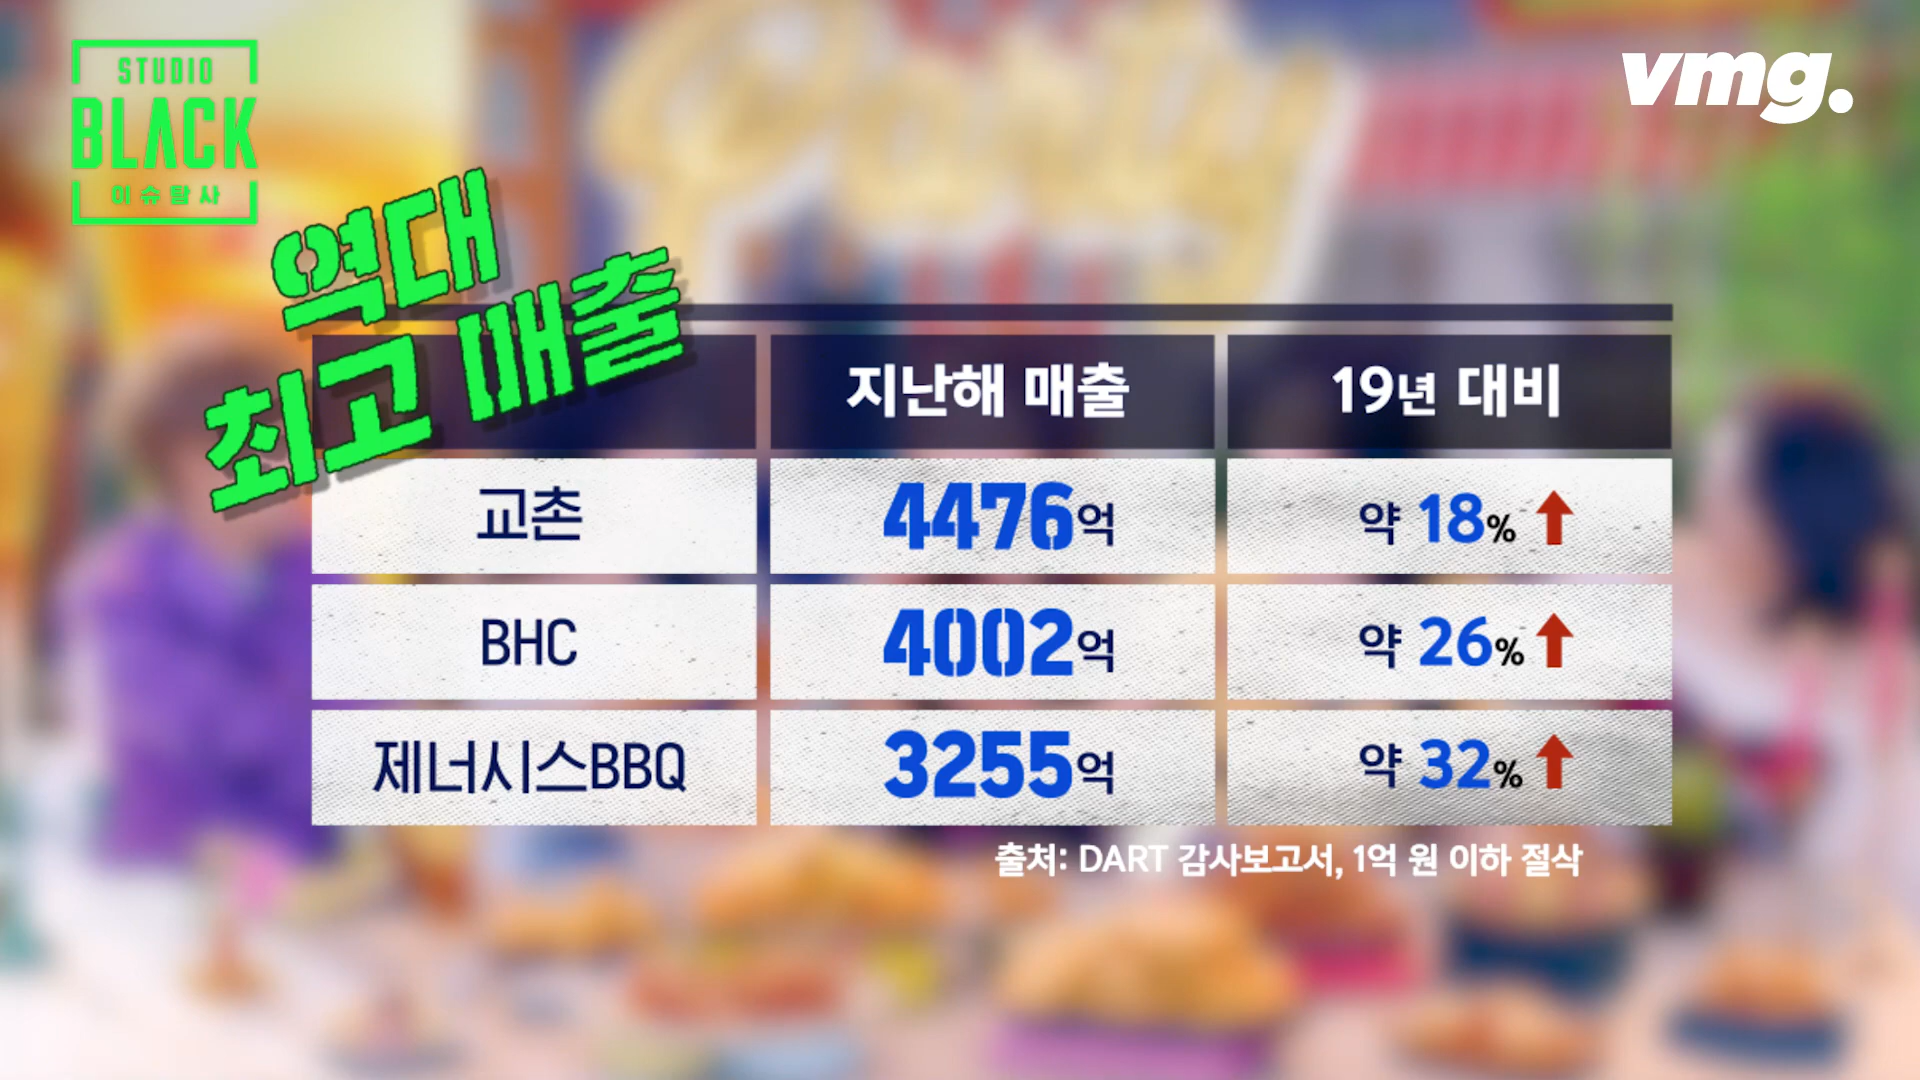 STUDIO
BLACK
이슈탐사
vmg.
역대
최고 매출
지난해 매출 19년 대비
교촌 4476억 약 18% ↑
BHC 4002억 약 26% ↑
제너시스BBQ 3255억 약 32% ↑
출처: DART 감사보고서, 1억 원 이하 절삭
Party